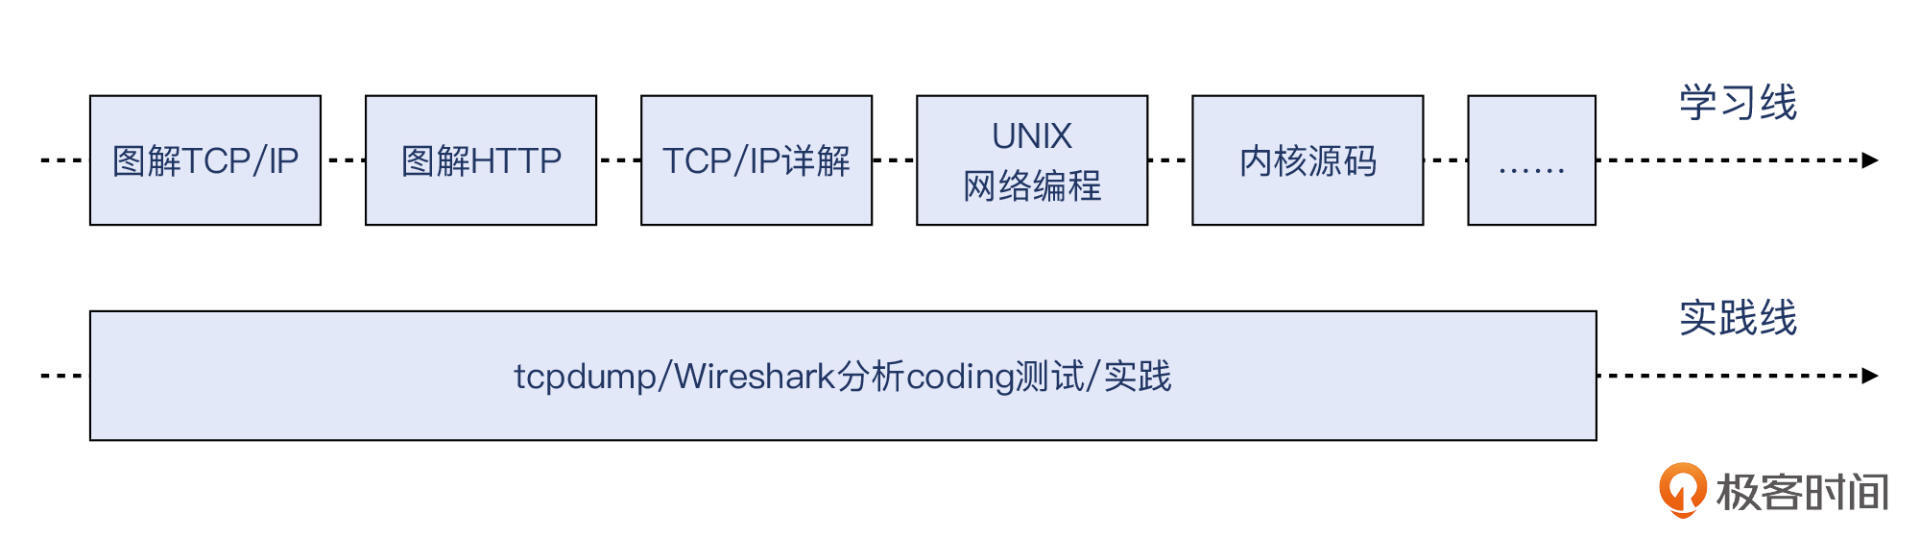 学习线
图解TCP/IP
图解HTTP
TCP/IP详解
UNIX
网络编程
内核源码
……
实践线
tcpdump/Wireshark分析coding测试/实践
极客时间